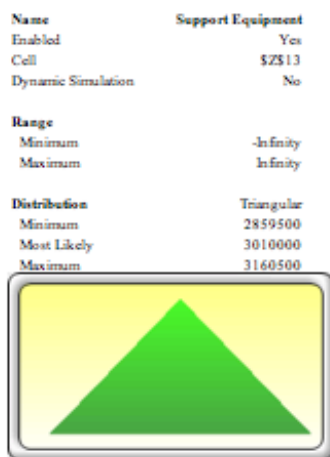 Name Support Equipment
Enabled Yes
Cell $Z$13
Dynamic Simulation No
Range
Minimum -Infinity
Maximum Infinity
Distribution Triangular
Minimum 2859500
Most Likely 3010000
Maximum 3160500